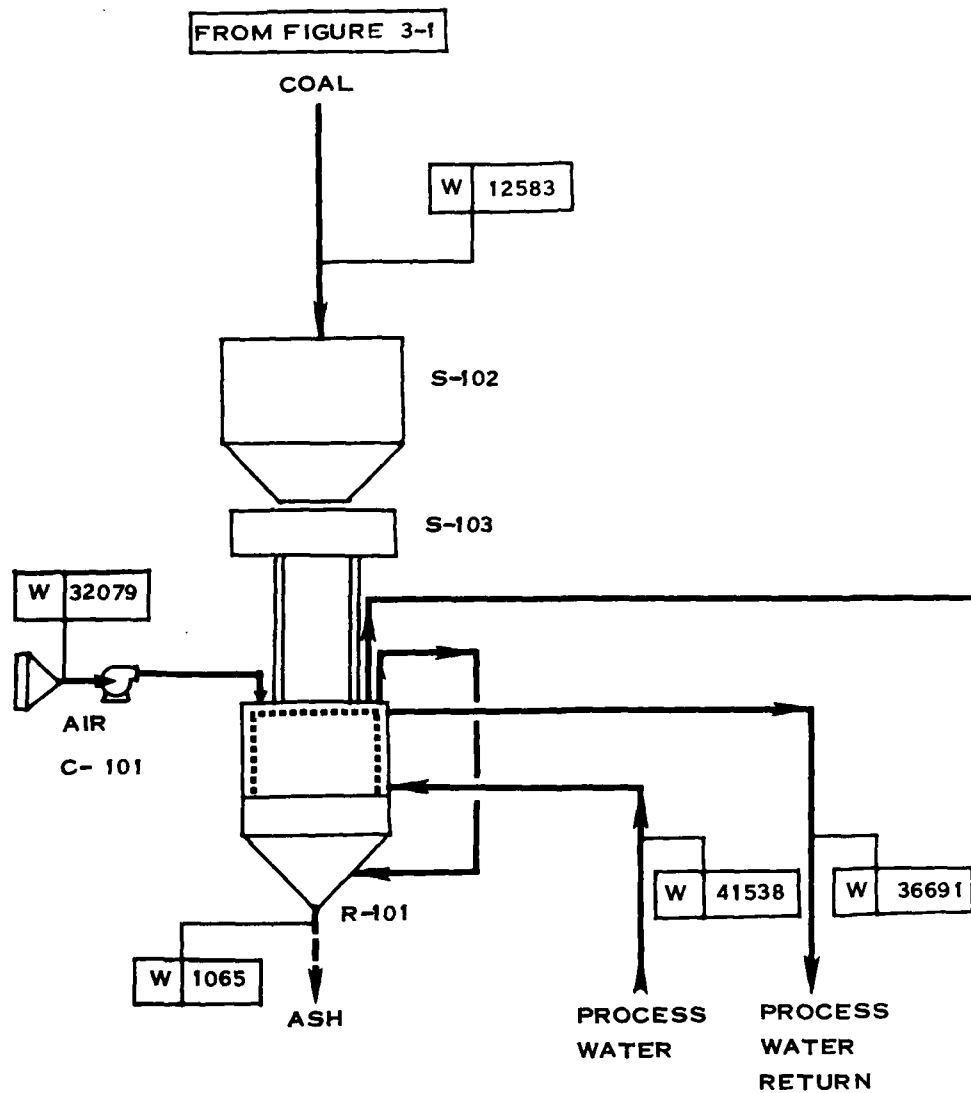 FROM FIGURE 3-1
COAL
W 12583
S-102
S-103
W 32079
AIR
C- 101
R-101
W 41538
W 36691
W 1065
ASH
PROCESS
WATER
PROCESS
WATER
RETURN